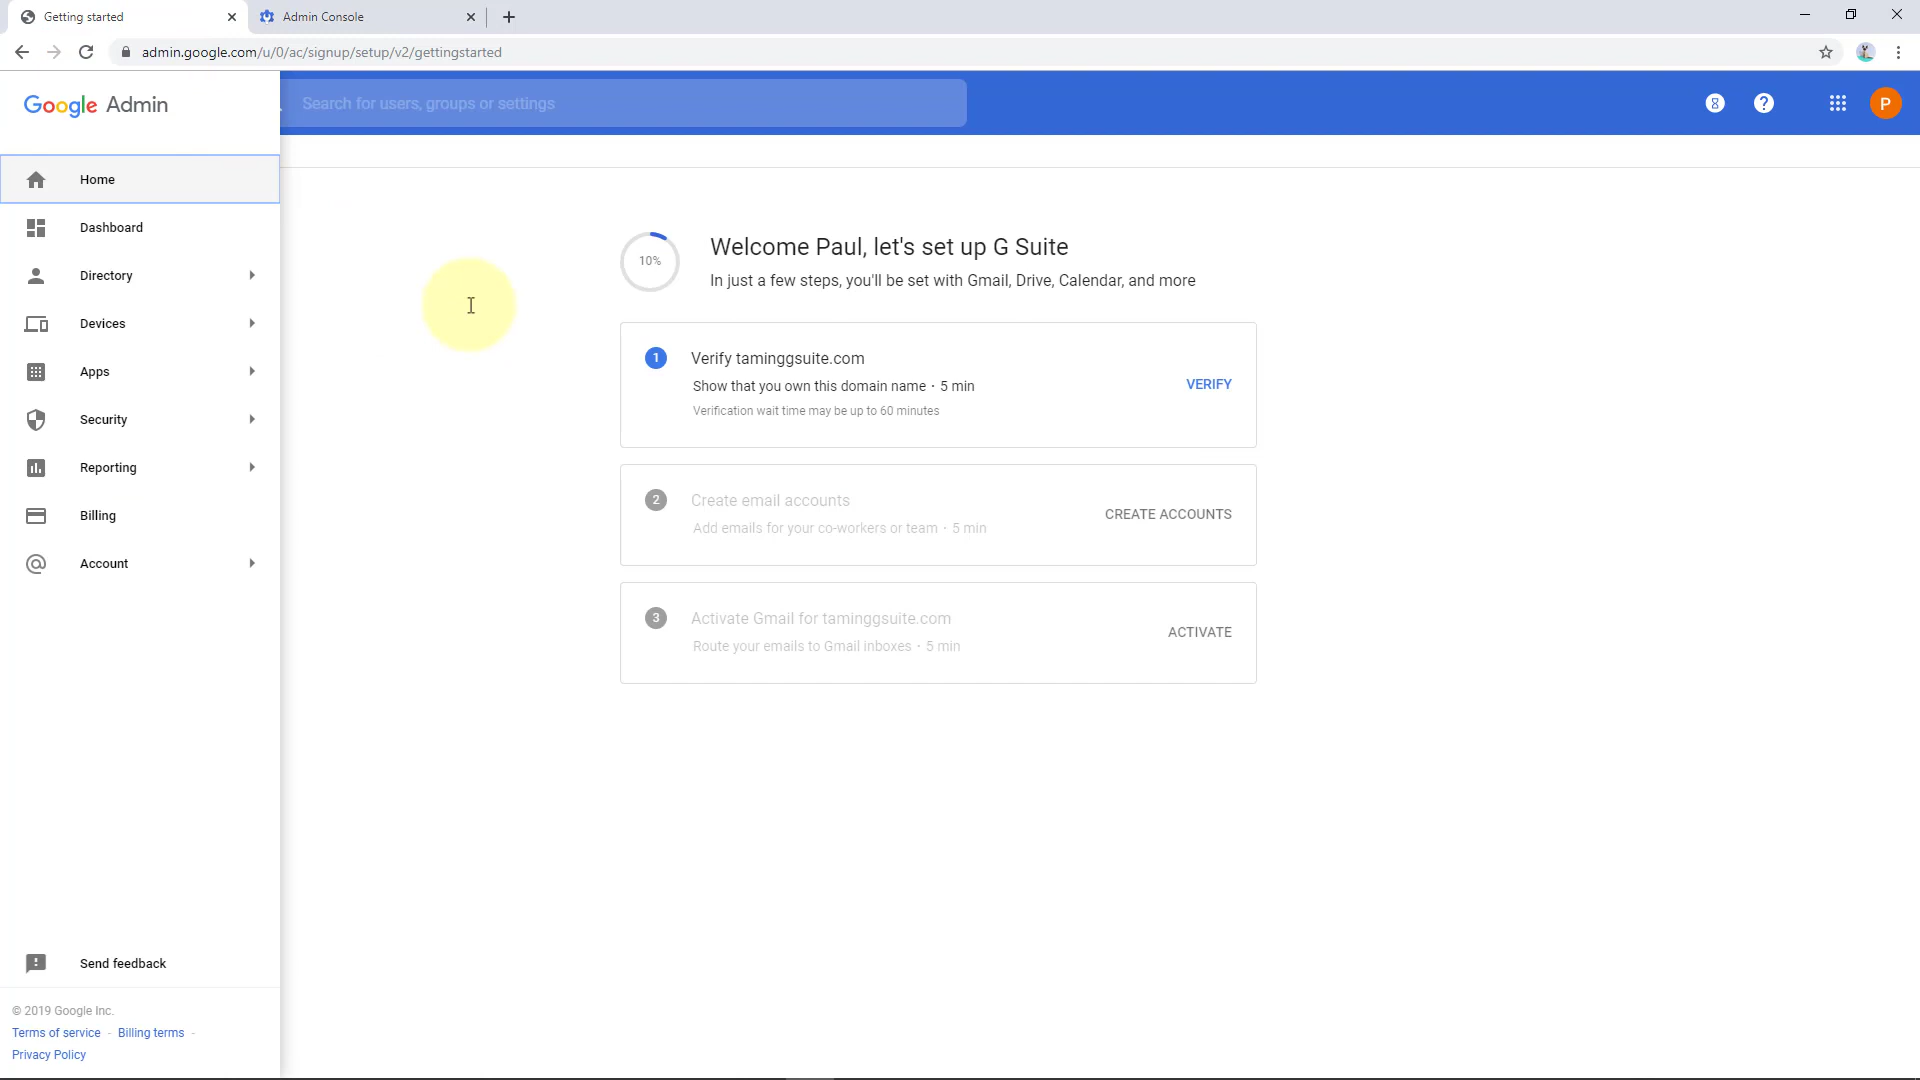 Getting started
Admin Console
admin.google.com/u/0/ac/signup/setup/v2/gettingstarted
Google Admin
Search for users, groups or settings
P
Home
Dashboard
Directory
Devices
Apps
Security
Reporting
Billing
Account
Send feedback
© 2019 Google Inc.
Terms of service - Billing terms -
Privacy Policy
10%
Welcome Paul, let's set up G Suite
In just a few steps, you'll be set with Gmail, Drive, Calendar, and more
1 Verify taminggsuite.com
Show that you own this domain name · 5 min
VERIFY
Verification wait time may be up to 60 minutes
2 Create email accounts
Add emails for your co-workers or team · 5 min
CREATE ACCOUNTS
3 Activate Gmail for taminggsuite.com
Route your emails to Gmail inboxes · 5 min
ACTIVATE